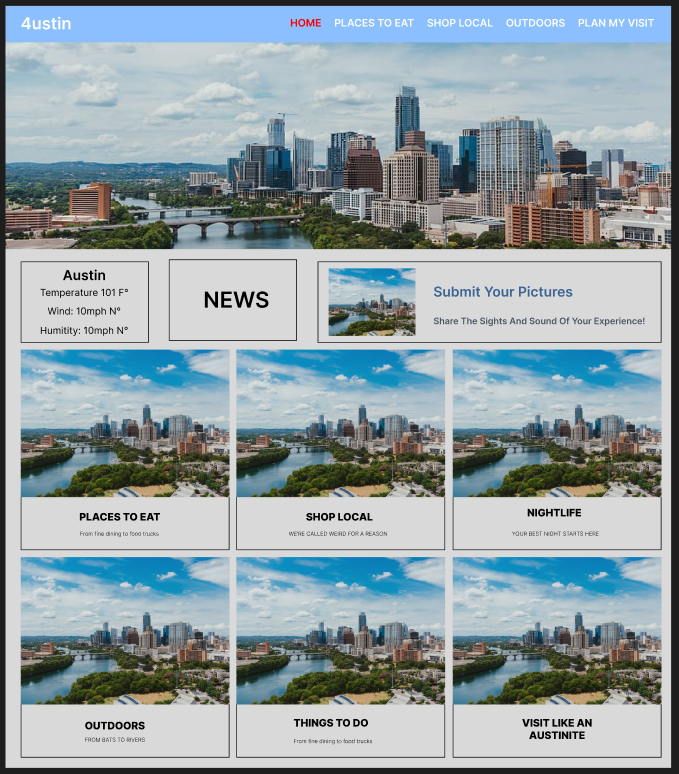 4ustin
HOME PLACES TO EAT SHOP LOCAL OUTDOORS PLAN MY VISIT
Austin
Temperature 101 F°
Wind: 10mph N°
Humitity: 10mph N°
NEWS
Submit Your Pictures
Share The Sights And Sound Of Your Experience!
PLACES TO EAT
From fine dining to food trucks
SHOP LOCAL
WE'RE CALLED WEIRD FOR A REASON
NIGHTLIFE
YOUR BEST NIGHT STARTS HERE
OUTDOORS
FROM BATS TO RIVERS
THINGS TO DO
From fine dining to food trucks
VISIT LIKE AN
AUSTINITE